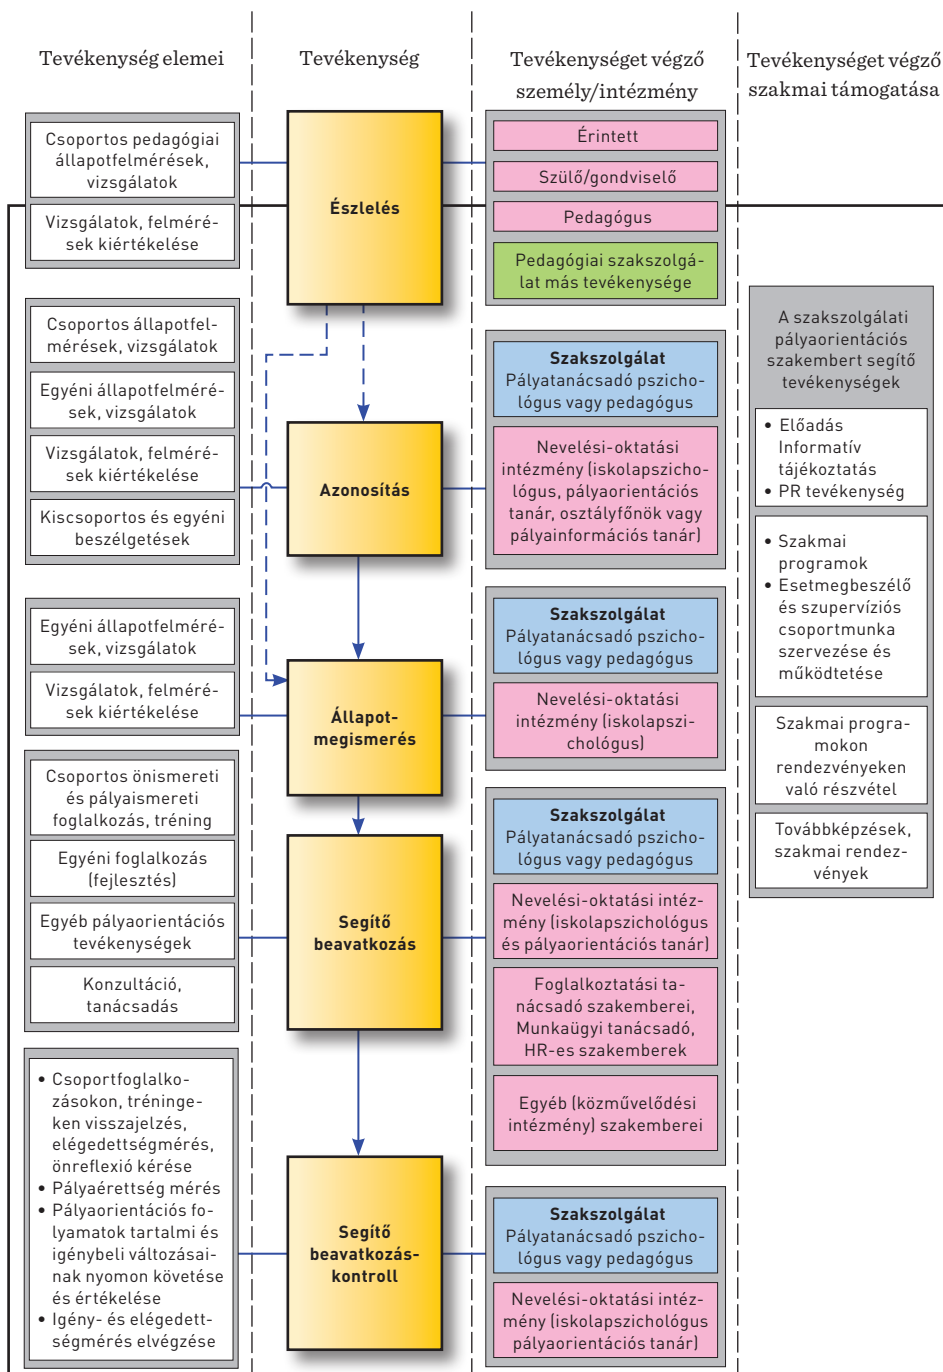 Tevékenység elemei
Tevékenység
Tevékenységet végző
személy/intézmény
Tevékenységet végző
szakmai támogatása
Csoportos pedagógiai
állapotfelmérések,
vizsgálatok
Vizsgálatok, felméré-
sek kiértékelése
Észlelés
Érintett
Szülő/gondviselő
Pedagógus
Pedagógiai szakszolgá-
lat más tevékenysége
Csoportos állapotfel-
mérések, vizsgálatok
Egyéni állapotfelméré-
sek, vizsgálatok
Vizsgálatok, felméré-
sek kiértékelése
Kiscsoportos és egyéni
beszélgetések
Azonosítás
Szakszolgálat
Pályatanácsadó pszicho-
lógus vagy pedagógus
Nevelési-oktatási
intézmény (iskolapszicho-
lógus, pályaorientációs
tanár, osztályfőnök vagy
pályainformációs tanár)
Egyéni állapotfelméré-
sek, vizsgálatok
Vizsgálatok, felméré-
sek kiértékelése
Állapot-
megismerés
Szakszolgálat
Pályatanácsadó pszicho-
lógus vagy pedagógus
Nevelési-oktatási
intézmény (iskolapszi-
chológus)
Csoportos önismereti
és pályaismereti
foglalkozás, tréning
Egyéni foglalkozás
(fejlesztés)
Egyéb pályaorientációs
tevékenységek
Konzultáció,
tanácsadás
Segítő
beavatkozás
Szakszolgálat
Pályatanácsadó pszicho-
lógus vagy pedagógus
Nevelési-oktatási intéz-
mény (iskolapszichológus
és pályaorientációs tanár)
Foglalkoztatási ta-
nácsadó szakemberei,
Munkaügyi tanácsadó,
HR-es szakemberek
Egyéb (közművelődési
intézmény) szakemberei
• Csoportfoglalko-
zásokon, tréninge-
ken visszajelzés,
elégedettségmérés,
önreflexió kérése
• Pályaérettség mérés
• Pályaorientációs fo-
lyamatok tartalmi és
igénybeli változásai-
nak nyomon követése
és értékelése
• Igény- és elégedett-
ségmérés elvégzése
Segítő
beavatkozás-
kontroll
Szakszolgálat
Pályatanácsadó pszicho-
lógus vagy pedagógus
Nevelési-oktatási intéz-
mény (iskolapszichológus
pályaorientációs tanár)
A szakszolgálati
pályaorientációs
szakembert segítő
tevékenységek
• Előadás
Informatív
tájékoztatás
• PR tevékenység
• Szakmai
programok
• Esetmegbeszélő
és szupervíziós
csoportmunka
szervezése és
működtetése
Szakmai progra-
mokon
rendezvényeken
való részvétel
Továbbképzések,
szakmai rendez-
vények